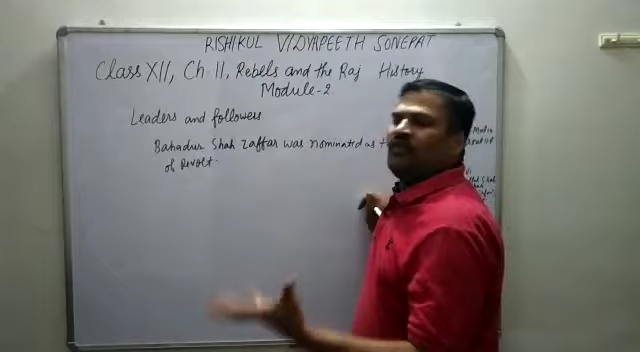 RISHIKUL VIDYAPEETH SONEPAT
Class XII, Ch 11, Rebels and the Raj History
Module-2.
Leaders and followers.
Bahadur Shah Zaffar was nominated as
of Revolt.